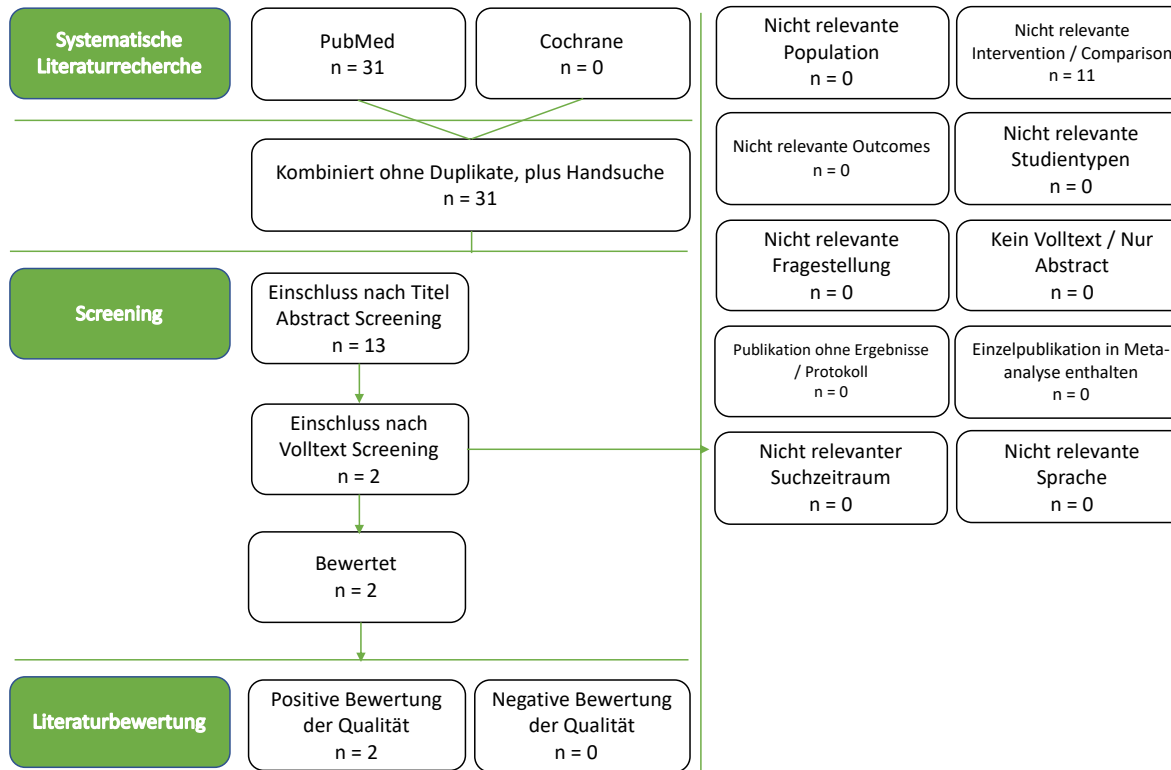 Systematische
Literaturrecherche
PubMed
n = 31
Cochrane
n = 0
Kombiniert ohne Duplikate, plus Handsuche
n = 31
Screening
Einschluss nach Titel
Abstract Screening
n = 13
Einschluss nach
Volltext Screening
n = 2
Bewertet
n = 2
Literaturbewertung
Positive Bewertung
der Qualität
n = 2
Negative Bewertung
der Qualität
n = 0
Nicht relevante
Population
n = 0
Nicht relevante
Intervention / Comparison
n = 11
Nicht relevante Outcomes
n = 0
Nicht relevante
Studientypen
n = 0
Nicht relevante
Fragestellung
n = 0
Kein Volltext / Nur
Abstract
n = 0
Publikation ohne Ergebnisse
/ Protokoll
n = 0
Einzelpublikation in Meta-
analyse enthalten
n = 0
Nicht relevanter
Suchzeitraum
n = 0
Nicht relevante
Sprache
n = 0